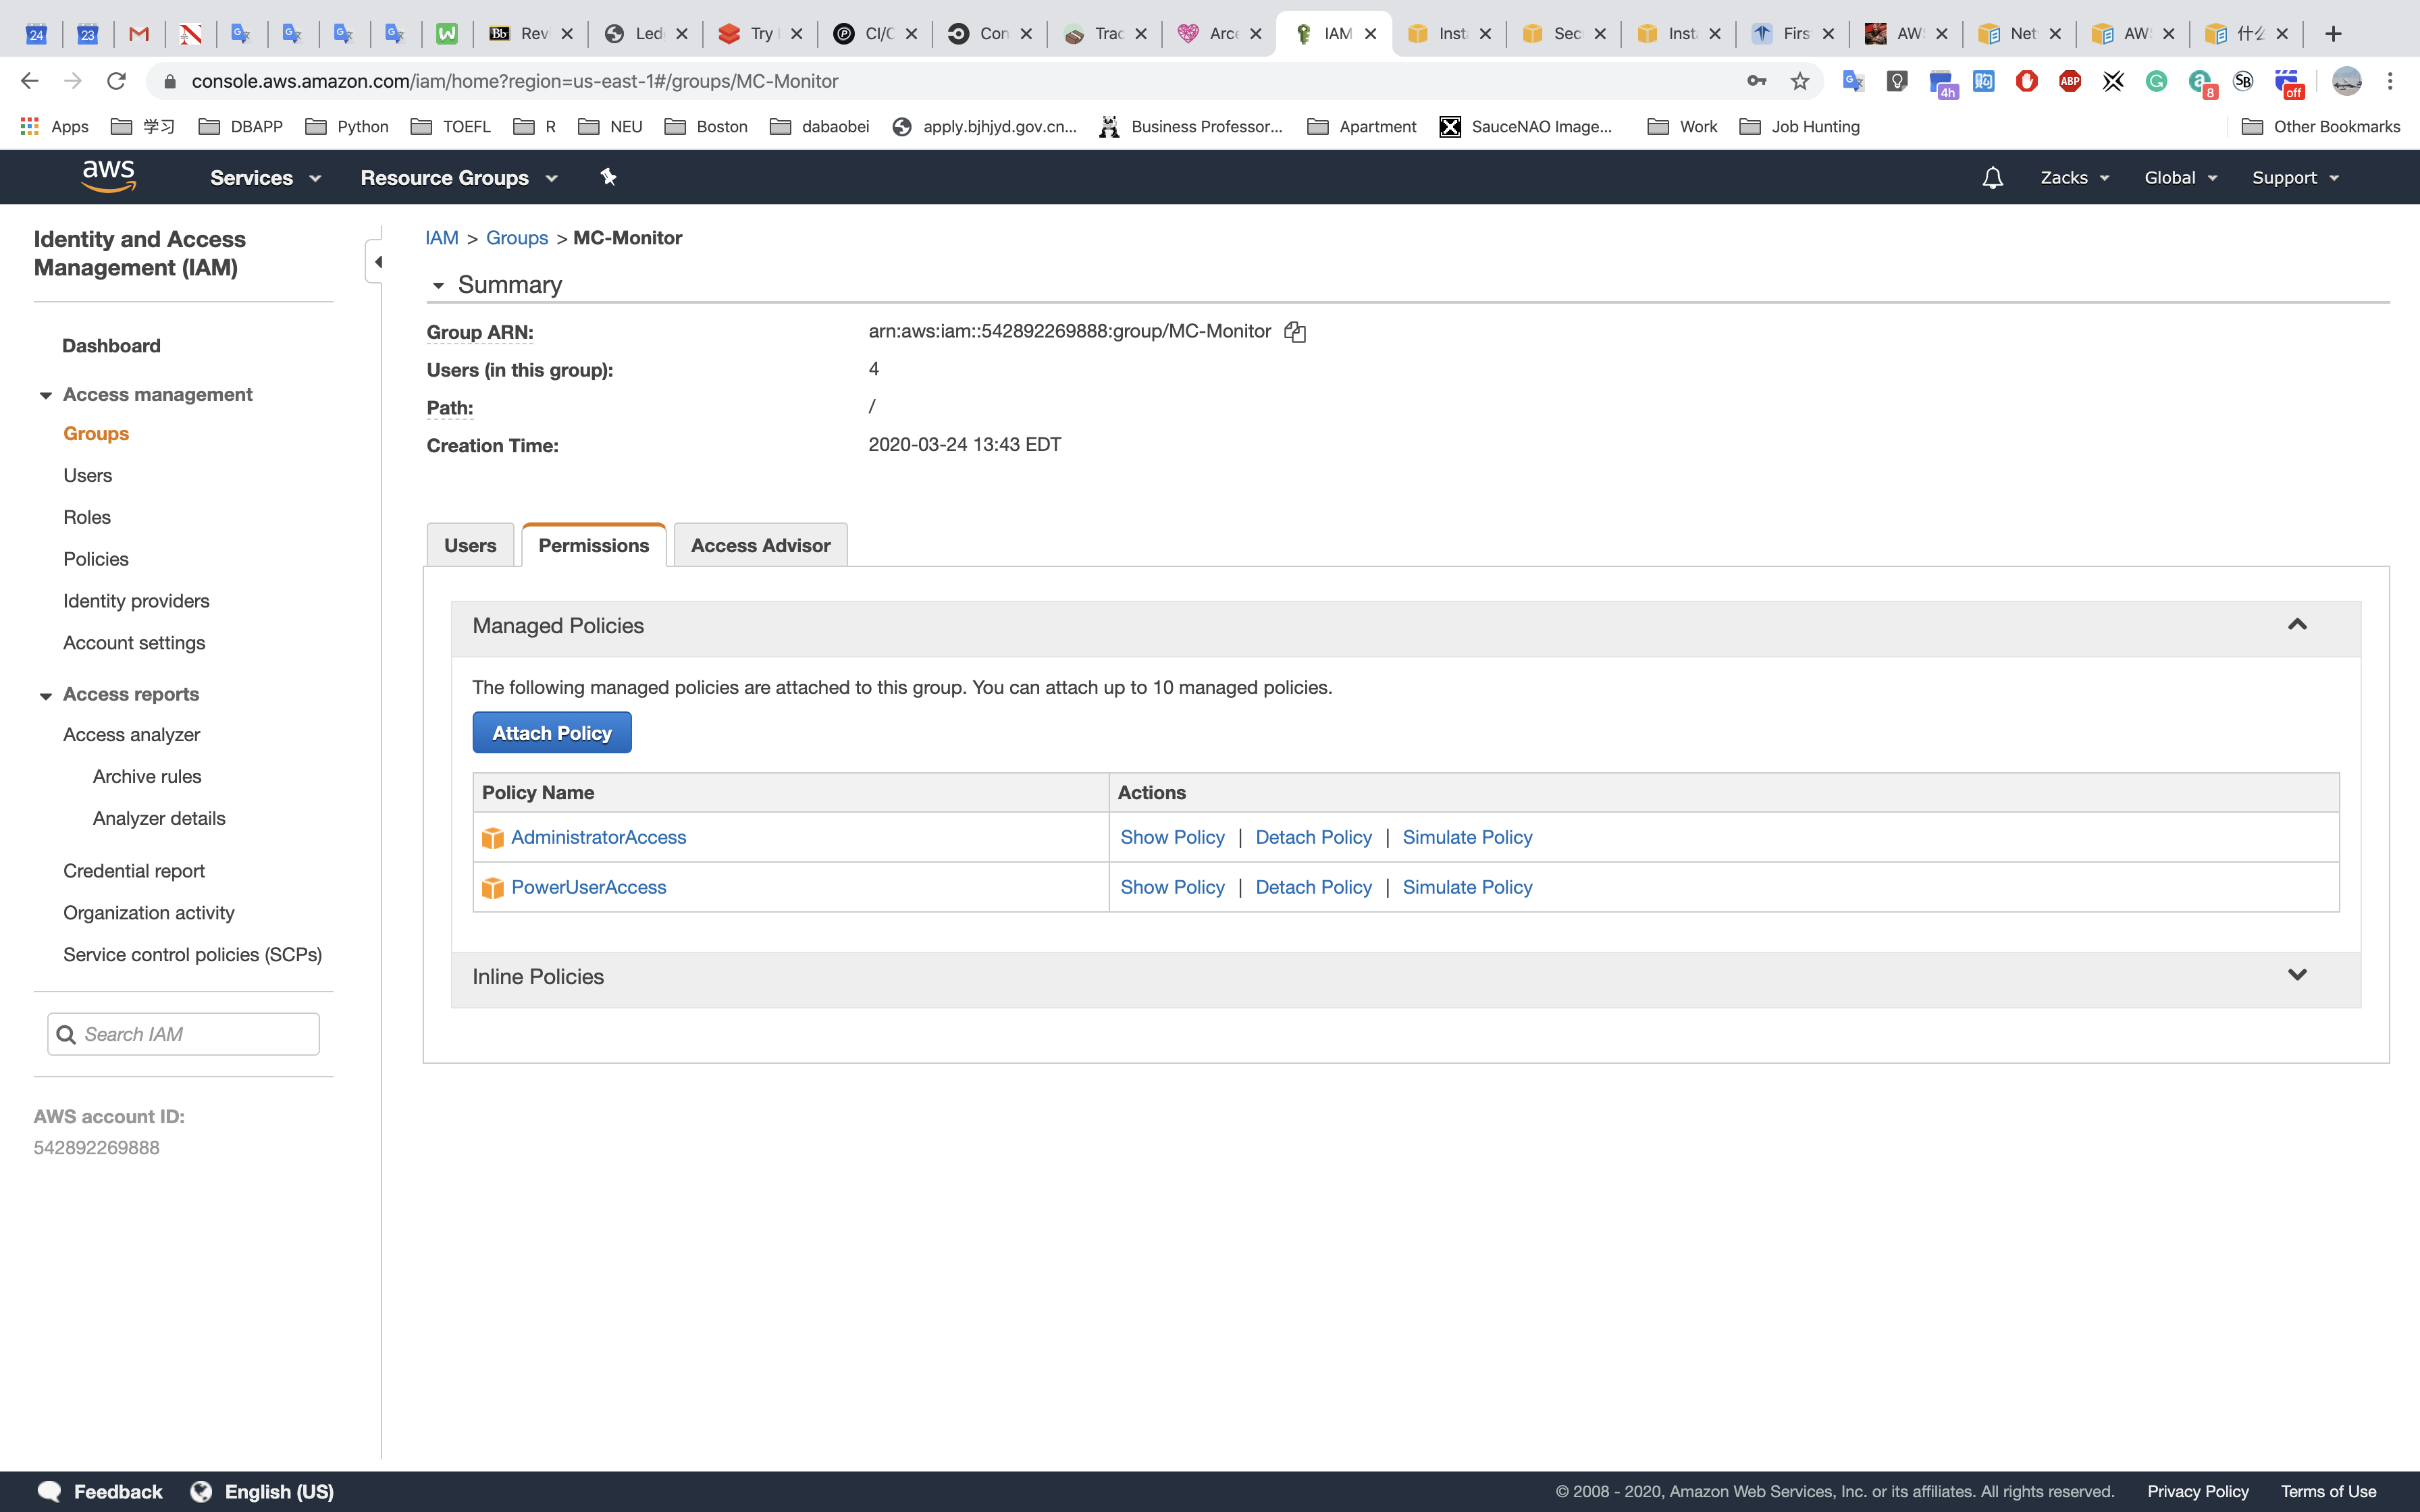 24
23
Bb Rev
Led
Try
CI/C
Con
Trac
Arce
IAM
Inst
Sec
Inst
Firs
AW
Net
AW
什么
console.aws.amazon.com/iam/home?region=us-east-1#/groups/MC-Monitor
4h
ABP
8
SB
off
Apps
学习
DBAPP
Python
TOEFL
R
NEU
Boston
dabaobei
apply.bjhjyd.gov.cn...
Business Professor...
Apartment
SauceNAO Image...
Work
Job Hunting
Other Bookmarks
aws
Services
Resource Groups
Zacks
Global
Support
Identity and Access
Management (IAM)
Dashboard
Access management
Groups
Users
Roles
Policies
Identity providers
Account settings
Access reports
Access analyzer
Archive rules
Analyzer details
Credential report
Organization activity
Service control policies (SCPs)
Search IAM
AWS account ID:
542892269888
IAM > Groups > MC-Monitor
Summary
Group ARN: arn:aws:iam::542892269888:group/MC-Monitor
Users (in this group): 4
Path: /
Creation Time: 2020-03-24 13:43 EDT
Users
Permissions
Access Advisor
Managed Policies
The following managed policies are attached to this group. You can attach up to 10 managed policies.
Attach Policy
Policy Name Actions
AdministratorAccess Show Policy | Detach Policy | Simulate Policy
PowerUserAccess Show Policy | Detach Policy | Simulate Policy
Inline Policies
Feedback
English (US)
© 2008 - 2020, Amazon Web Services, Inc. or its affiliates. All rights reserved.
Privacy Policy
Terms of Use